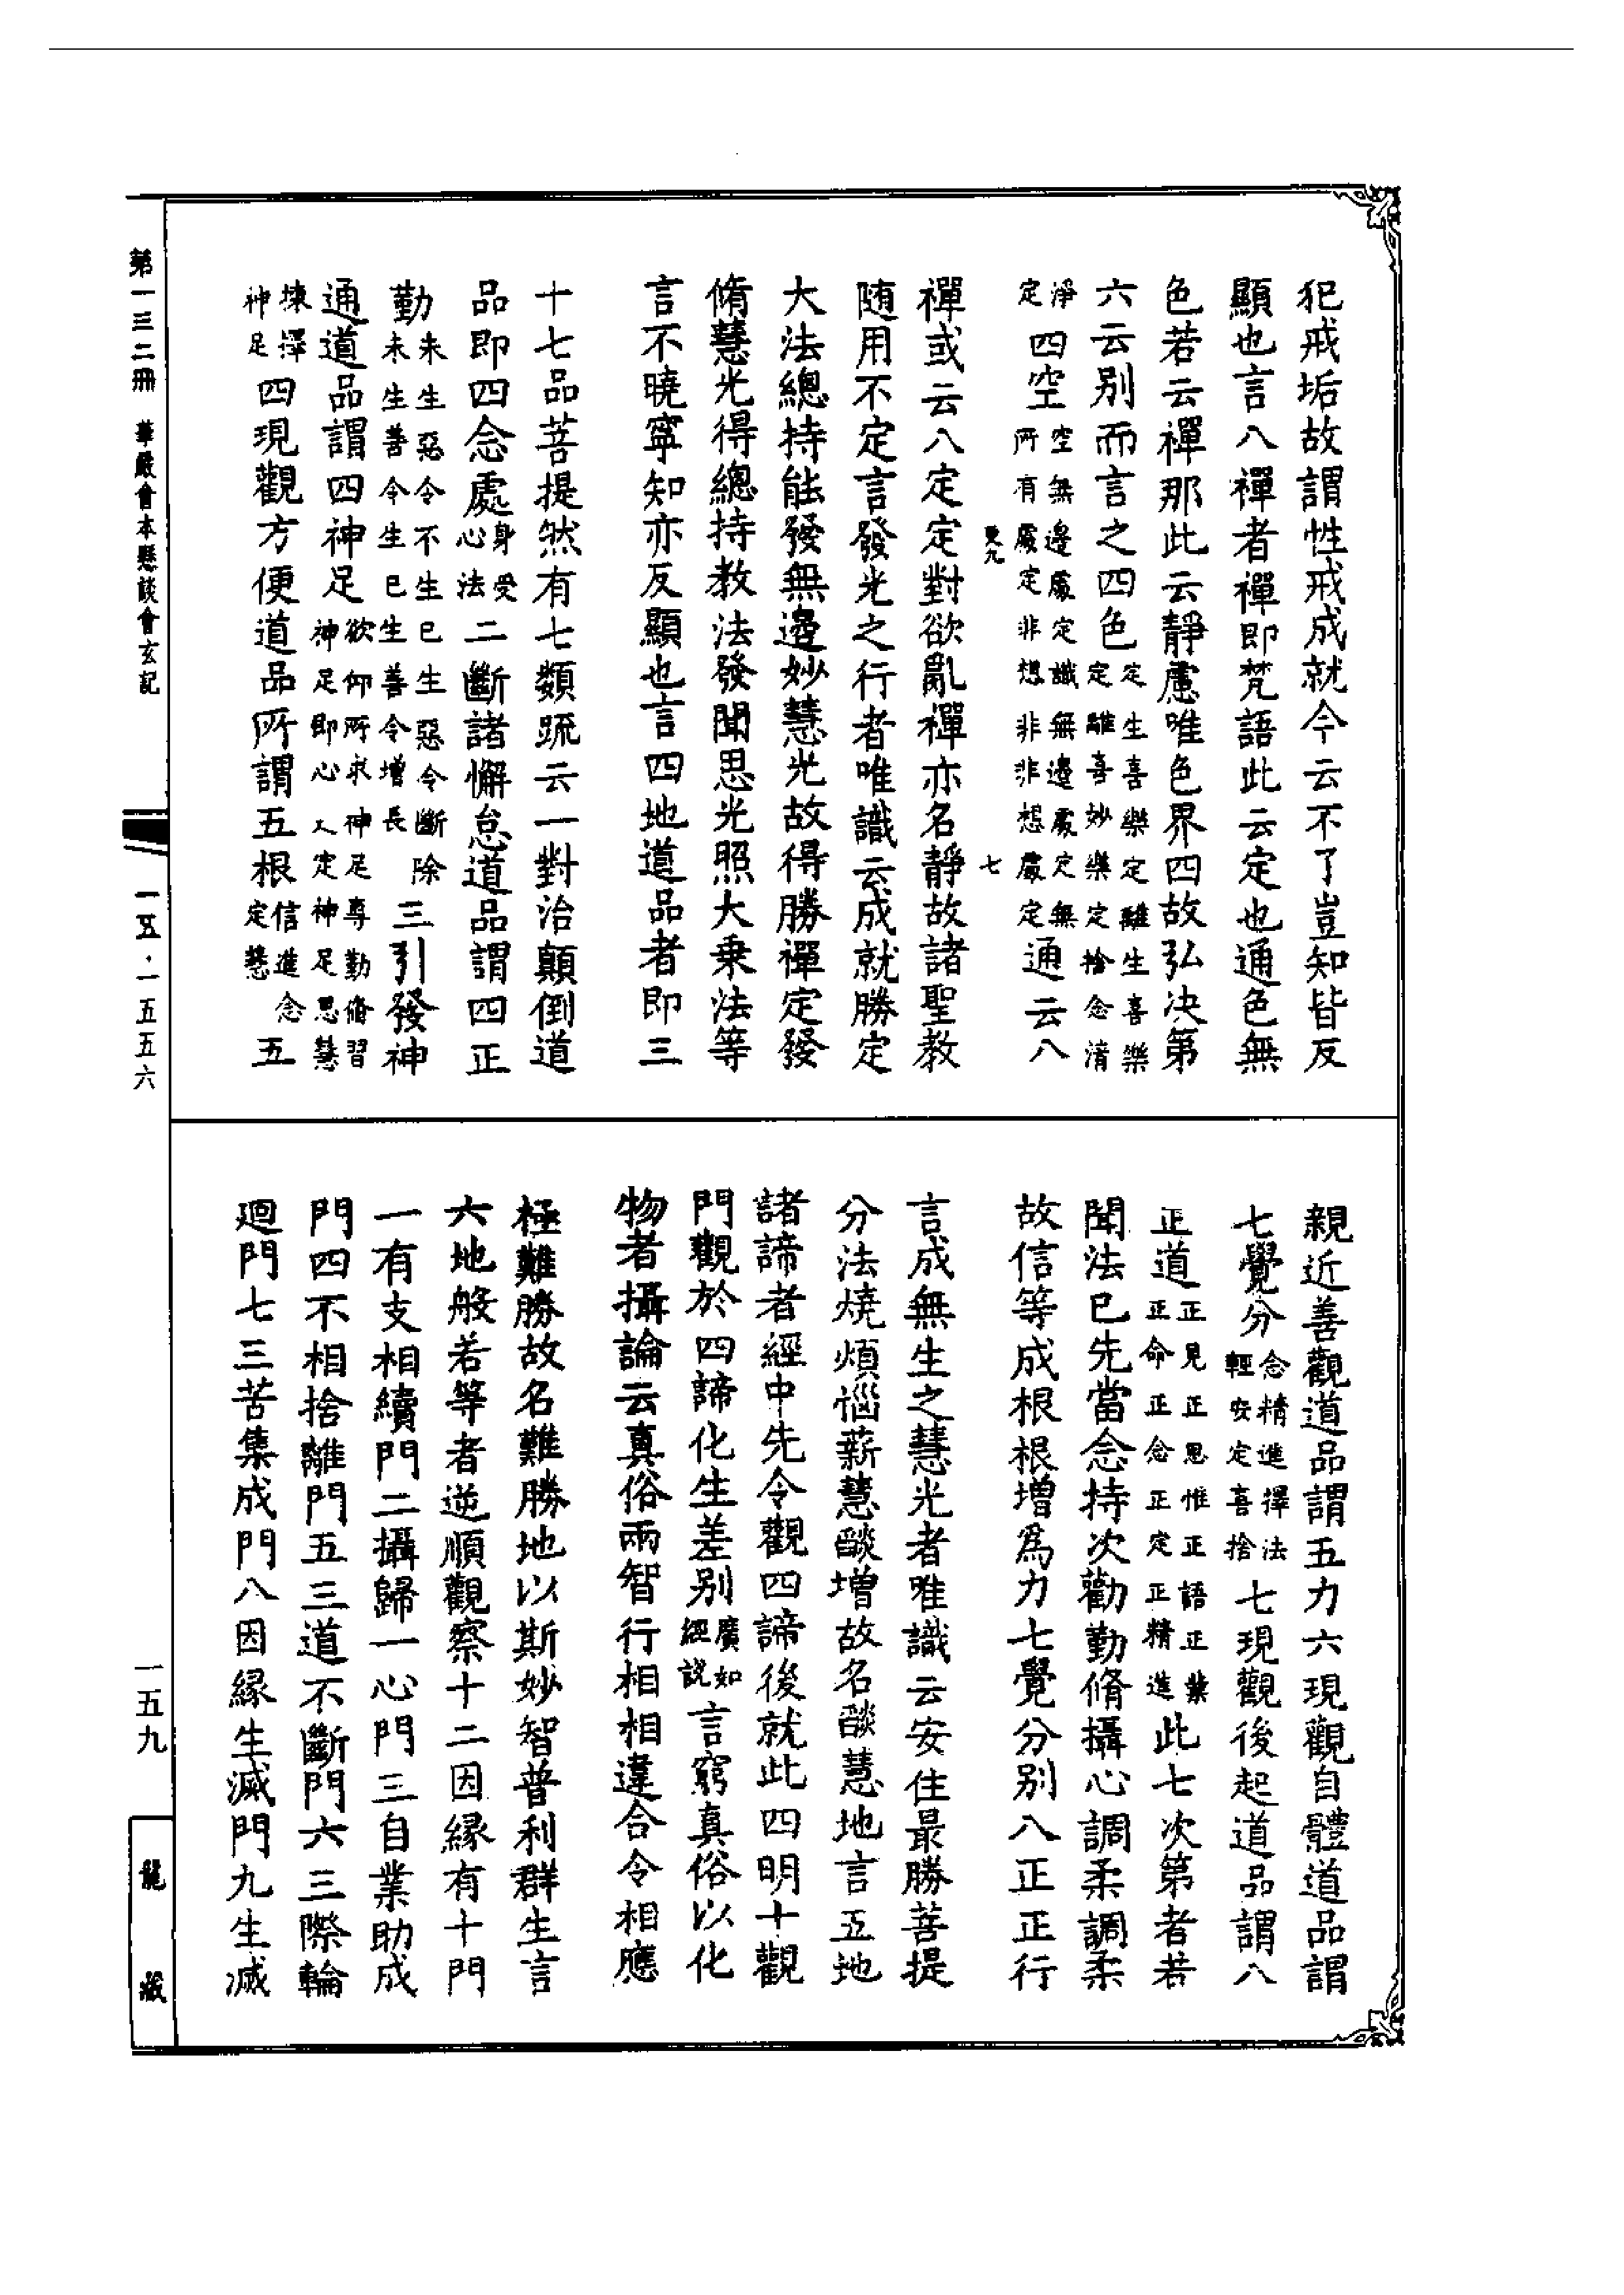 犯戒垢故謂性戒成就今云不了豈知皆反
顯也言八禪者禪即梵語此云定也通色無
色若云禪那此云靜慮唯色界四故弘决第
六云别而言之四色定生喜樂定離生喜樂定離喜妙樂定捨念清
淨定四空空無邊處定識無邊處定無所有處定非想非非想處定通云八
更九 七
禪或云八定定對欲亂禪亦名靜故諸聖教
随用不定言發光之行者唯識云成就勝定
大法總持能發無邊妙慧光故得勝禪定發
脩慧光得總持教法發聞思光照大乗法等
言不曉寧知亦反顯也言四地道品者即三
十七品菩提然有七類疏云一對治顛倒道
品即四念處身受心法二斷諸懈怠道品謂四正
勤未生惡令不生已生惡令斷除未生善令生已生善令增長三引發神
通道品謂四神足欲仰所求神足尊勤脩習神足即心又定神足思慧
揀擇神足四現觀方便道品所謂五根信進念定慧五
親近善觀道品謂五力六現觀自體道品謂
七覺分念精進擇法輕安定喜捨七現觀後起道品謂八
正道正見正思惟正語正業正命正念正定正精進此七次第者若
聞法已先當念持次勸勤脩攝心調柔調柔
故信等成根根增為力七覺分别八正正行
言成無生之慧光者唯識云安住最勝菩提
分法燒煩惱薪慧燄增故名燄慧地言五地
諸諦者經中先令觀四諦後就此四明十觀
門觀於四諦化生差别廣如經說言窮真俗以化
物者攝論云真俗兩智行相相違合令相應
極難勝故名難勝地以斯妙智普利群生言
六地般若等者逆順觀察十二因緣有十門
一有支相續門二攝歸一心門三自業助成
門四不相捨離門五三道不斷門六三際輪
迴門七三苦集成門八因緣生滅門九生滅
第一三二冊 華嚴會本懸談會玄記
一五·一五五六
一五九
龍藏